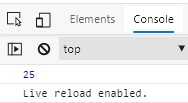 Elements Console
top
25
Live reload enabled.